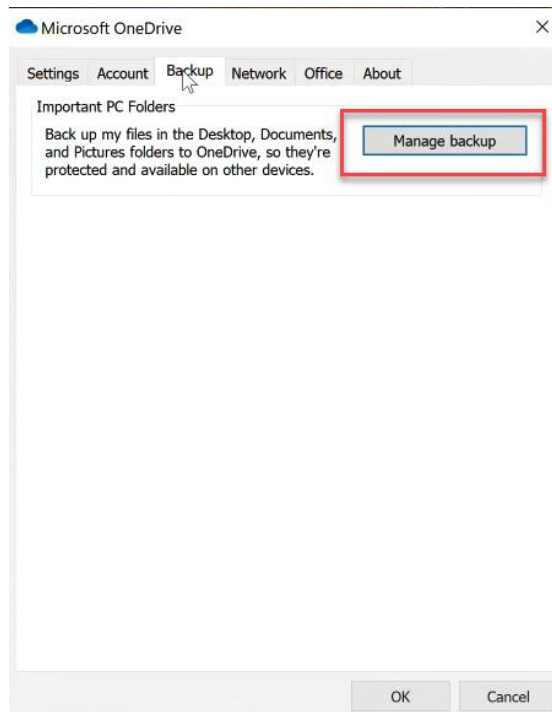 Microsoft OneDrive
Settings Account Backup Network Office About
Important PC Folders
Back up my files in the Desktop, Documents,
and Pictures folders to OneDrive, so they're
protected and available on other devices.
Manage backup
OK Cancel